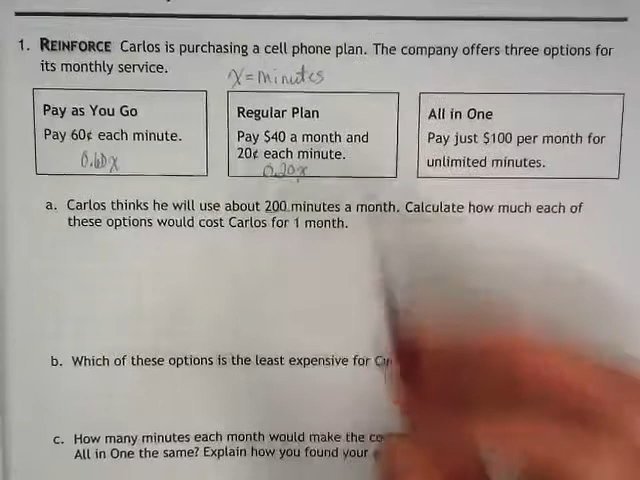 1. REINFORCE Carlos is purchasing a cell phone plan. The company offers three options for
its monthly service.
x = minutes
Pay as You Go
Pay 60¢ each minute.
0.60x
Regular Plan
Pay $40 a month and
20¢ each minute.
0.20x
All in One
Pay just $100 per month for
unlimited minutes.
a. Carlos thinks he will use about 200 minutes a month. Calculate how much each of
these options would cost Carlos for 1 month.
b. Which of these options is the least expensive for
c. How many minutes each month would make the
All in One the same? Explain how you found your